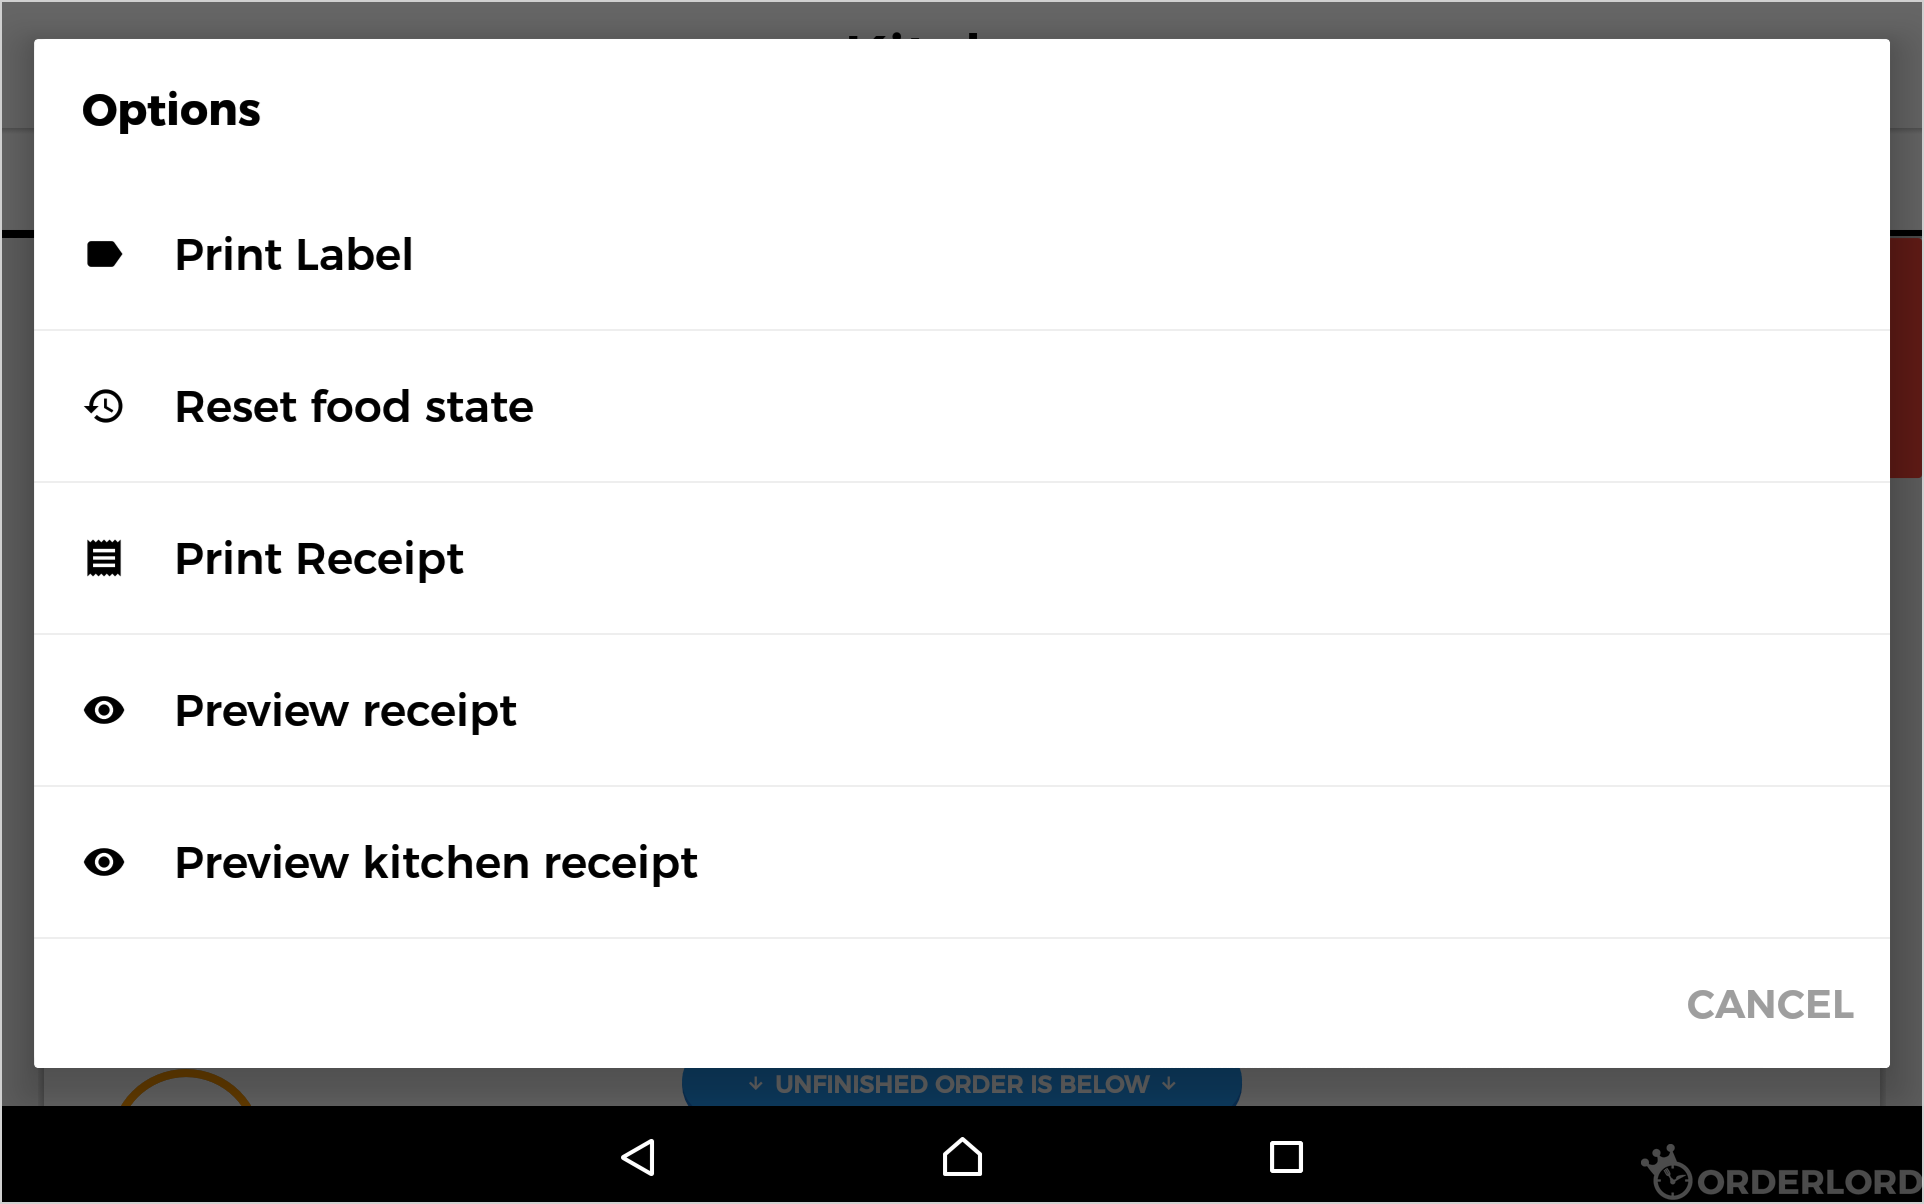 Options
Print Label
Reset food state
Print Receipt
Preview receipt
Preview kitchen receipt
CANCEL
↓ UNFINISHED ORDER IS BELOW ↓
ORDERLORD